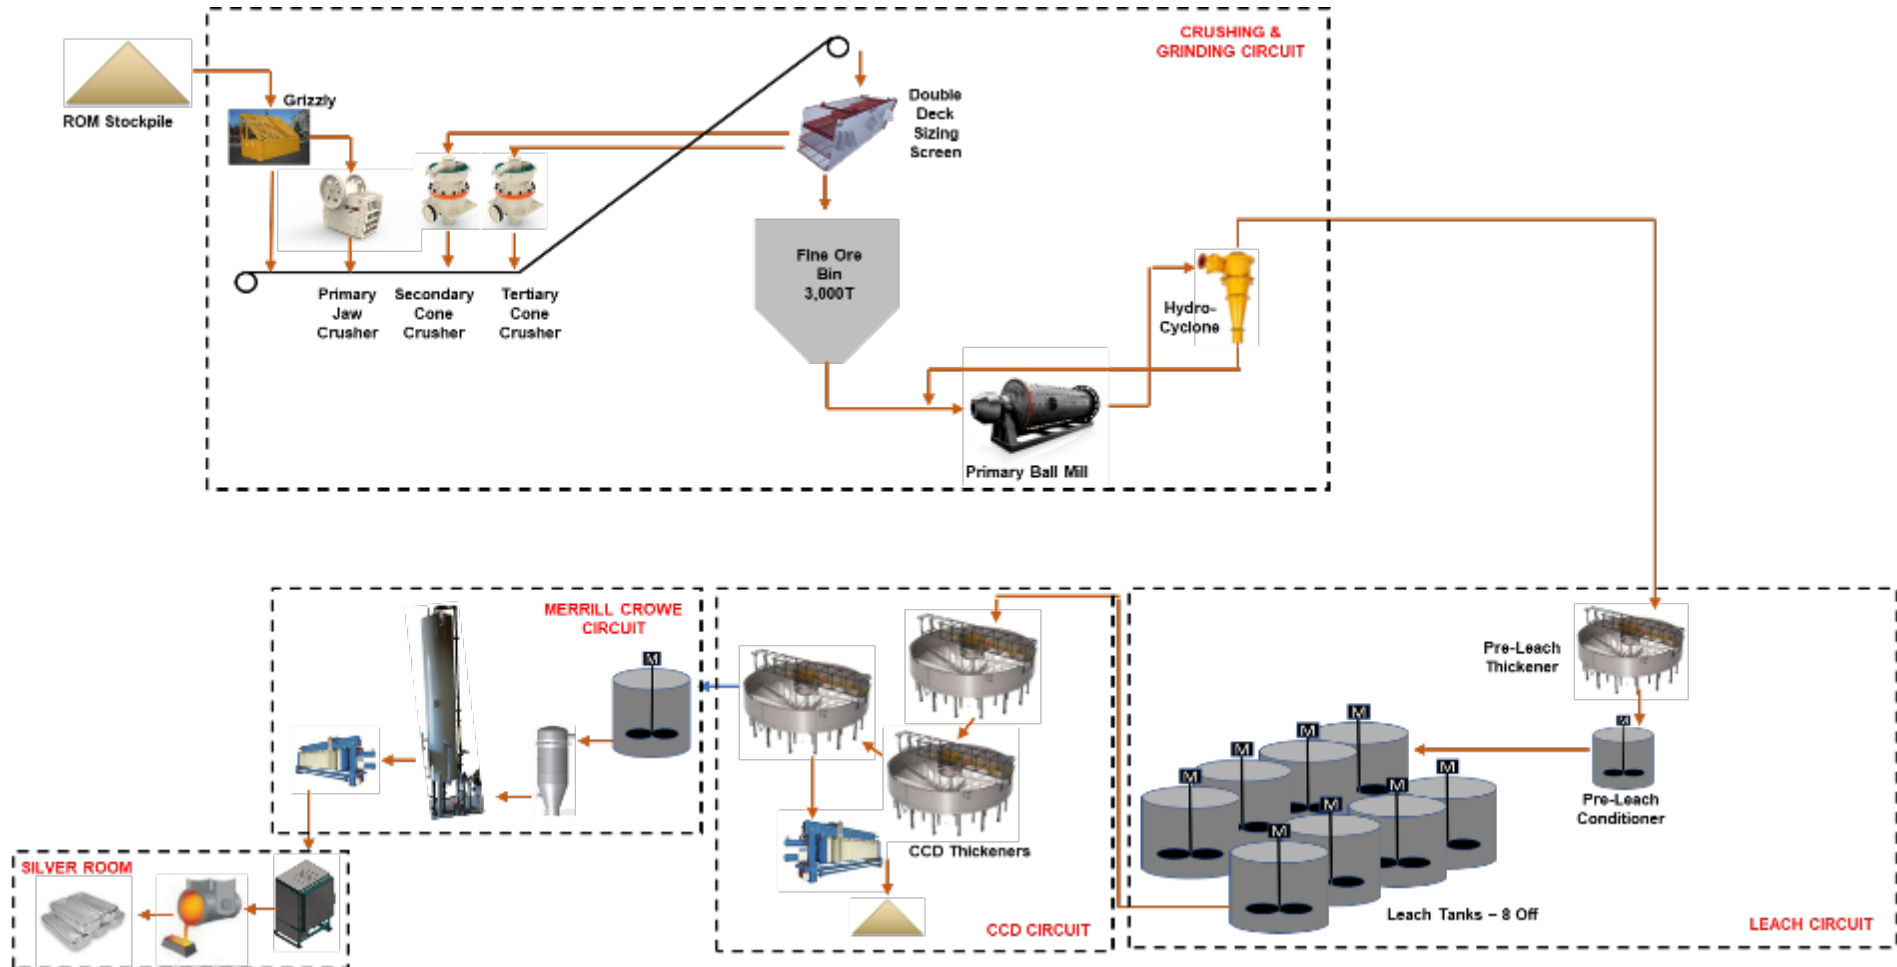 CRUSHING &
GRINDING CIRCUIT
ROM Stockpile
Grizzly
Double
Deck
Sizing
Screen
Primary
Jaw
Crusher
Secondary
Cone
Crusher
Tertiary
Cone
Crusher
Fine Ore
Bin
3,000T
Hydro-
Cyclone
Primary Ball Mill
MERRILL CROWE
CIRCUIT
M
SILVER ROOM
CCD Thickeners
CCD CIRCUIT
Pre-Leach
Thickener
M
Pre-Leach
Conditioner
M
M
M
M
M
M
M
M
Leach Tanks – 8 Off
LEACH CIRCUIT